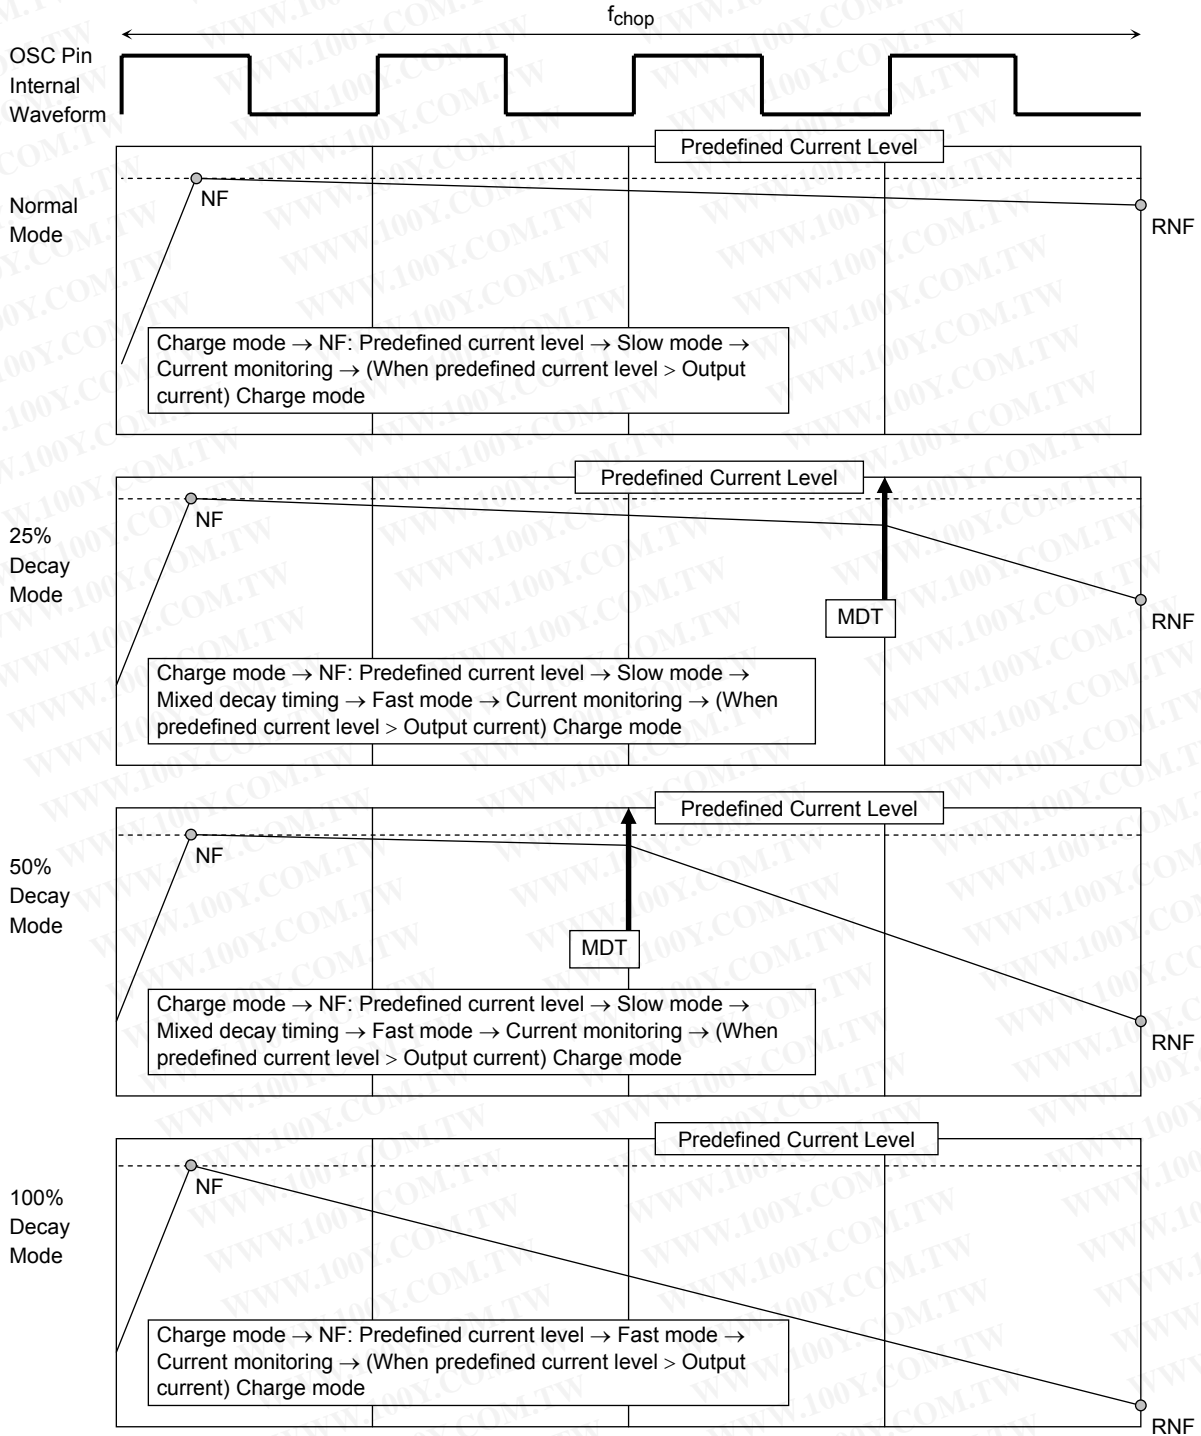 fchop
OSC Pin
Internal
Waveform
Predefined Current Level
NF
Normal
Mode
RNF
Charge mode → NF: Predefined current level → Slow mode →
Current monitoring → (When predefined current level > Output
current) Charge mode
Predefined Current Level
NF
25%
Decay
Mode
MDT
RNF
Charge mode → NF: Predefined current level → Slow mode →
Mixed decay timing → Fast mode → Current monitoring → (When
predefined current level > Output current) Charge mode
Predefined Current Level
NF
50%
Decay
Mode
MDT
RNF
Charge mode → NF: Predefined current level → Slow mode →
Mixed decay timing → Fast mode → Current monitoring → (When
predefined current level > Output current) Charge mode
Predefined Current Level
NF
100%
Decay
Mode
Charge mode → NF: Predefined current level → Fast mode →
Current monitoring → (When predefined current level > Output
current) Charge mode
RNF
WWW.100Y.COM.TW